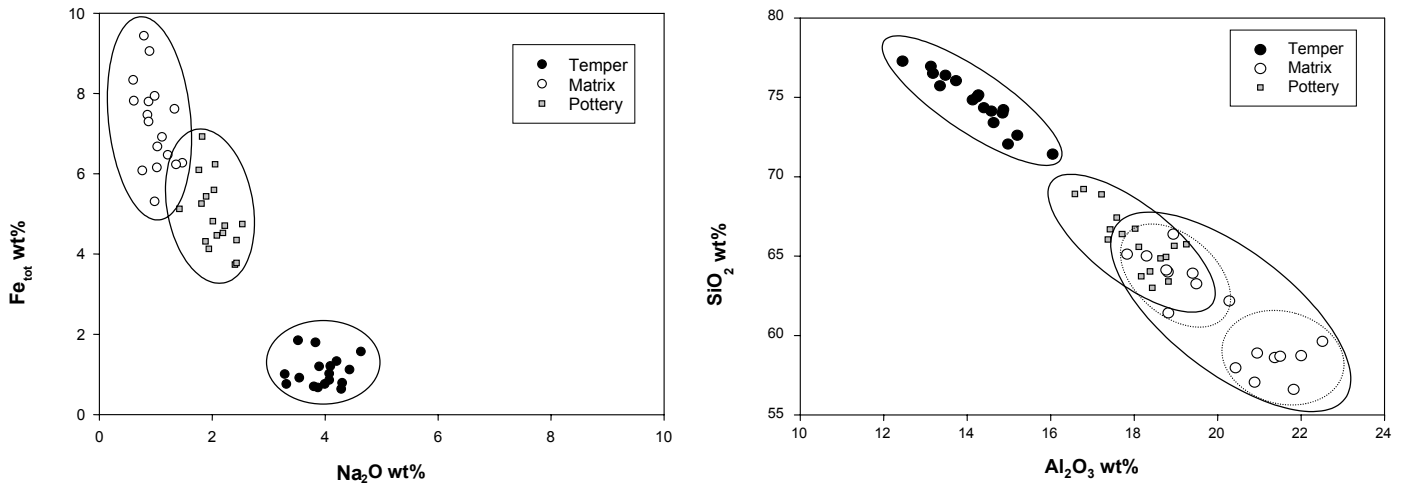 10
8
6
4
2
0
Fe_tot wt%
Temper
Matrix
Pottery
0 2 4 6 8 10
Na₂O wt%
80
75
70
65
60
55
SiO₂ wt%
Temper
Matrix
Pottery
10 12 14 16 18 20 22 24
Al₂O₃ wt%